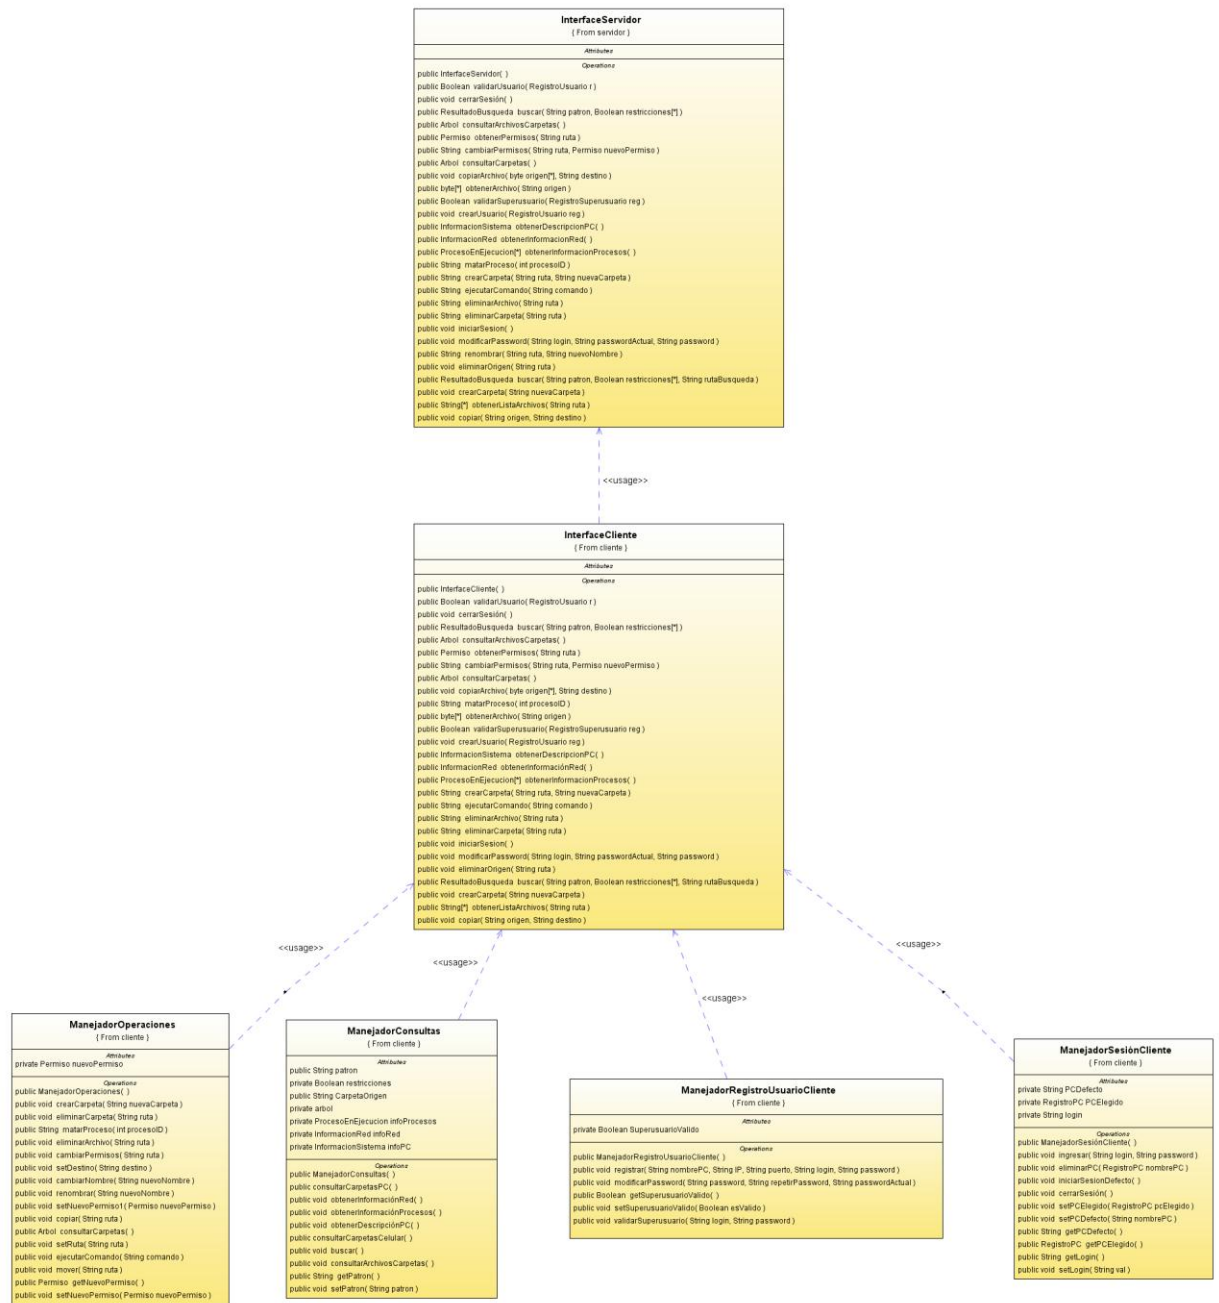 InterfaceServidor
{ From servidor }
Attributes
Operations
public InterfaceServidor( )
public Boolean validarUsuario( RegistroUsuario r )
public void cerrarSesión( )
public ResultadoBusqueda buscar( String patron, Boolean restricciones[*] )
public Arbol consultarArchivosCarpetas( )
public Permiso obtenerPermisos( String ruta )
public String cambiarPermisos( String ruta, Permiso nuevoPermiso )
public Arbol consultarCarpetas( )
public void copiarArchivo( byte origen[*], String destino )
public byte[*] obtenerArchivo( String origen )
public Boolean validarSuperusuario( RegistroSuperusuario reg )
public void crearUsuario( RegistroUsuario reg )
public InformacionSistema obtenerDescripcionPC( )
public InformacionRed obtenerInformacionRed( )
public ProcesoEnEjecucion[*] obtenerInformacionProcesos( )
public String matarProceso( int procesoID )
public String crearCarpeta( String ruta, String nuevaCarpeta )
public String ejecutarComando( String comando )
public String eliminarArchivo( String ruta )
public String eliminarCarpeta( String ruta )
public void iniciarSesion( )
public void modificarPassword( String login, String passwordActual, String password )
public String renombrar( String ruta, String nuevoNombre )
public void eliminarOrigen( String ruta )
public ResultadoBusqueda buscar( String patron, Boolean restricciones[*], String rutaBusqueda )
public void crearCarpeta( String nuevaCarpeta )
public String[*] obtenerListaArchivos( String ruta )
public void copiar( String origen, String destino )
<<usage>>
InterfaceCliente
{ From cliente }
Attributes
Operations
public InterfaceCliente( )
public Boolean validarUsuario( RegistroUsuario r )
public void cerrarSesión( )
public ResultadoBusqueda buscar( String patron, Boolean restricciones[*] )
public Arbol consultarArchivosCarpetas( )
public Permiso obtenerPermisos( String ruta )
public String cambiarPermisos( String ruta, Permiso nuevoPermiso )
public Arbol consultarCarpetas( )
public void copiarArchivo( byte origen[*], String destino )
public String matarProceso( int procesoID )
public byte[*] obtenerArchivo( String origen )
public Boolean validarSuperusuario( RegistroSuperusuario reg )
public void crearUsuario( RegistroUsuario reg )
public InformacionSistema obtenerDescripcionPC( )
public InformacionRed obtenerInformaciónRed( )
public ProcesoEnEjecucion[*] obtenerInformacionProcesos( )
public String crearCarpeta( String ruta, String nuevaCarpeta )
public String ejecutarComando( String comando )
public String eliminarArchivo( String ruta )
public String eliminarCarpeta( String ruta )
public void iniciarSesion( )
public void modificarPassword( String login, String passwordActual, String password )
public void eliminarOrigen( String ruta )
public ResultadoBusqueda buscar( String patron, Boolean restricciones[*], String rutaBusqueda )
public void crearCarpeta( String nuevaCarpeta )
public String[*] obtenerListaArchivos( String ruta )
public void copiar( String origen, String destino )
<<usage>>
<<usage>>
<<usage>>
<<usage>>
ManejadorOperaciones
{ From cliente }
Attributes
private Permiso nuevoPermiso
Operations
public ManejadorOperaciones( )
public void crearCarpeta( String nuevaCarpeta )
public void eliminarCarpeta( String ruta )
public String matarProceso( int procesoID )
public void eliminarArchivo( String ruta )
public void cambiarPermisos( String ruta )
public void setDestino( String destino )
public void cambiarNombre( String nuevoNombre )
public void renombrar( String nuevoNombre )
public void setNuevoPermiso1( Permiso nuevoPermiso )
public void copiar( String ruta )
public Arbol consultarCarpetas( )
public void setRuta( String ruta )
public void ejecutarComando( String comando )
public void mover( String ruta )
public Permiso getNuevoPermiso( )
public void setNuevoPermiso( Permiso nuevoPermiso )
ManejadorConsultas
{ From cliente }
Attributes
public String patron
private Boolean restricciones
public String CarpetaOrigen
private arbol
private ProcesoEnEjecucion infoProcesos
private InformacionRed infoRed
private InformacionSistema infoPC
Operations
public ManejadorConsultas( )
public consultarCarpetasPC( )
public void obtenerInformaciónRed( )
public void obtenerInformaciónProcesos( )
public void obtenerDescripciónPC( )
public consultarCarpetasCelular( )
public void buscar( )
public void consultarArchivosCarpetas( )
public String getPatron( )
public void setPatron( String patron )
ManejadorRegistroUsuarioCliente
{ From cliente }
Attributes
private Boolean SuperusuarioValido
Operations
public ManejadorRegistroUsuarioCliente( )
public void registrar( String nombrePC, String IP, String puerto, String login, String password )
public void modificarPassword( String password, String repetirPassword, String passwordActual )
public Boolean getSuperusuarioValido( )
public void setSuperusuarioValido( Boolean esValido )
public void validarSuperusuario( String login, String password )
ManejadorSesiónCliente
{ From cliente }
Attributes
private String PCDefecto
private RegistroPC PCElegido
private String login
Operations
public ManejadorSesiónCliente( )
public void ingresar( String login, String password )
public void eliminarPC( RegistroPC nombrePC )
public void iniciarSesionDefecto( )
public void cerrarSesión( )
public void setPCElegido( RegistroPC pcElegido )
public void setPCDefecto( String nombrePC )
public String getPCDefecto( )
public RegistroPC getPCElegido( )
public String getLogin( )
public void setLogin( String val )